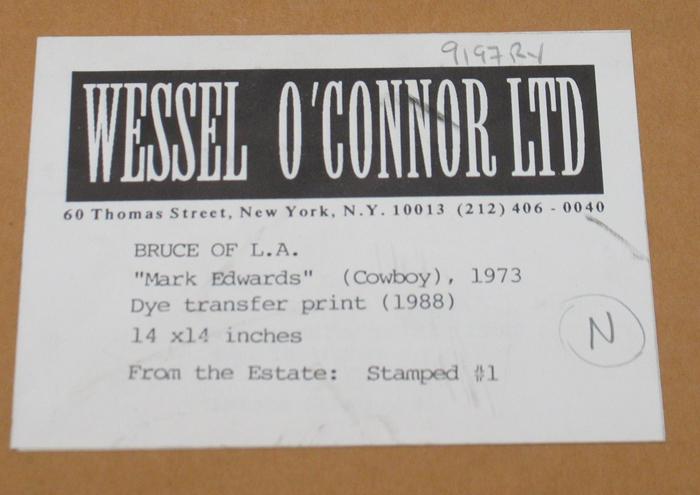 9197RV
WESSEL O'CONNOR LTD
60 Thomas Street, New York, N.Y. 10013 (212) 406 - 0040
BRUCE OF L.A.
"Mark Edwards" (Cowboy), 1973
Dye transfer print (1988)
14 x14 inches
N
From the Estate: Stamped #1